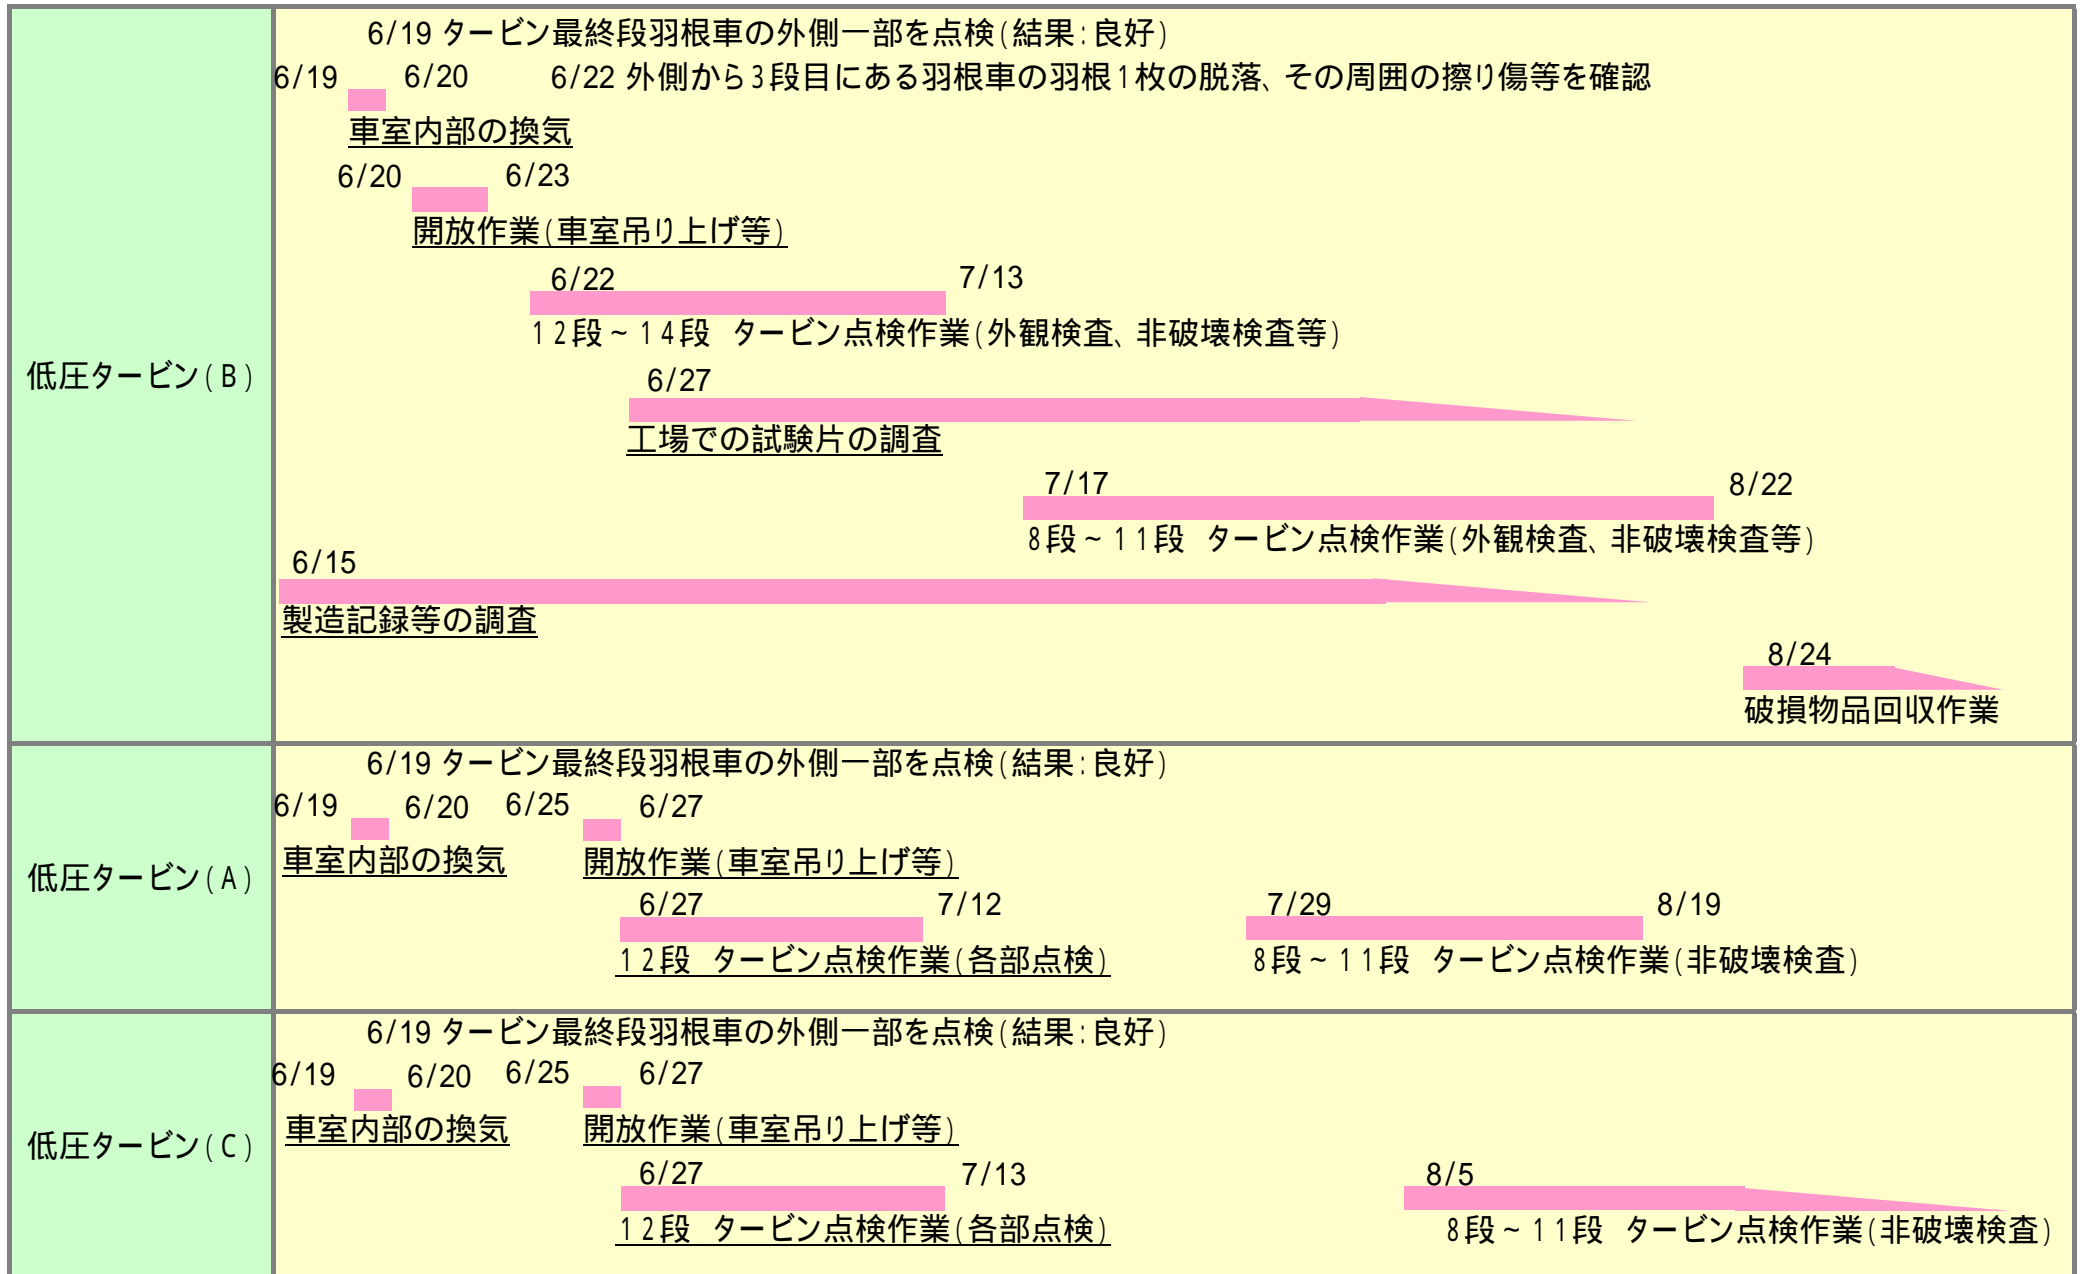 低圧タービン(B)
6/19 タービン最終段羽根車の外側一部を点検(結果:良好)
6/19 6/20 6/22 外側から3段目にある羽根車の羽根1枚の脱落、その周囲の擦り傷等を確認
車室内部の換気
6/20 6/23
開放作業(車室吊り上げ等)
6/22 7/13
12段~14段 タービン点検作業(外観検査、非破壊検査等)
6/27
工場での試験片の調査
7/17 8/22
8段~11段 タービン点検作業(外観検査、非破壊検査等)
6/15
製造記録等の調査
8/24
破損物品回収作業
低圧タービン(A)
6/19 タービン最終段羽根車の外側一部を点検(結果:良好)
6/19 6/20 6/25 6/27
車室内部の換気 開放作業(車室吊り上げ等)
6/27 7/12 7/29 8/19
12段 タービン点検作業(各部点検) 8段~11段 タービン点検作業(非破壊検査)
低圧タービン(C)
6/19 タービン最終段羽根車の外側一部を点検(結果:良好)
6/19 6/20 6/25 6/27
車室内部の換気 開放作業(車室吊り上げ等)
6/27 7/13 8/5
12段 タービン点検作業(各部点検) 8段~11段 タービン点検作業(非破壊検査)